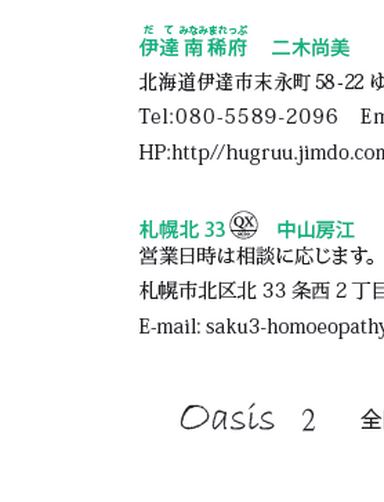 だて みなみまれっぷ
伊達 南 稀府 二木尚美
北海道伊達市末永町 58-22 ゆ
Tel:080-5589-2096 Em
HP:http//hugruu.jimdo.com
札幌北 33 QX 中山房江
営業日時は相談に応じます。
札幌市北区北 33 条西 2 丁目
E-mail: saku3-homoeopathy
Oasis 2 全